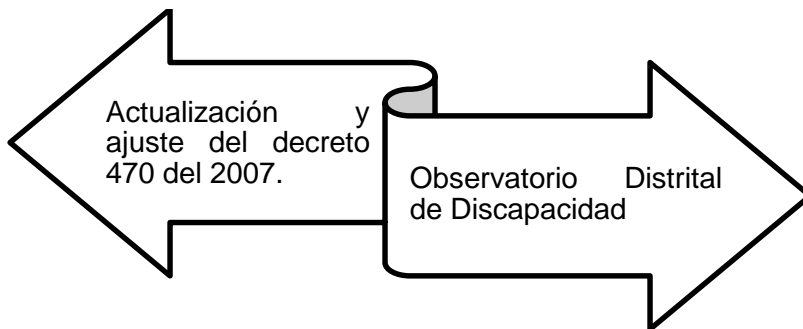 Actualización y
ajuste del decreto
470 del 2007.
Observatorio Distrital
de Discapacidad